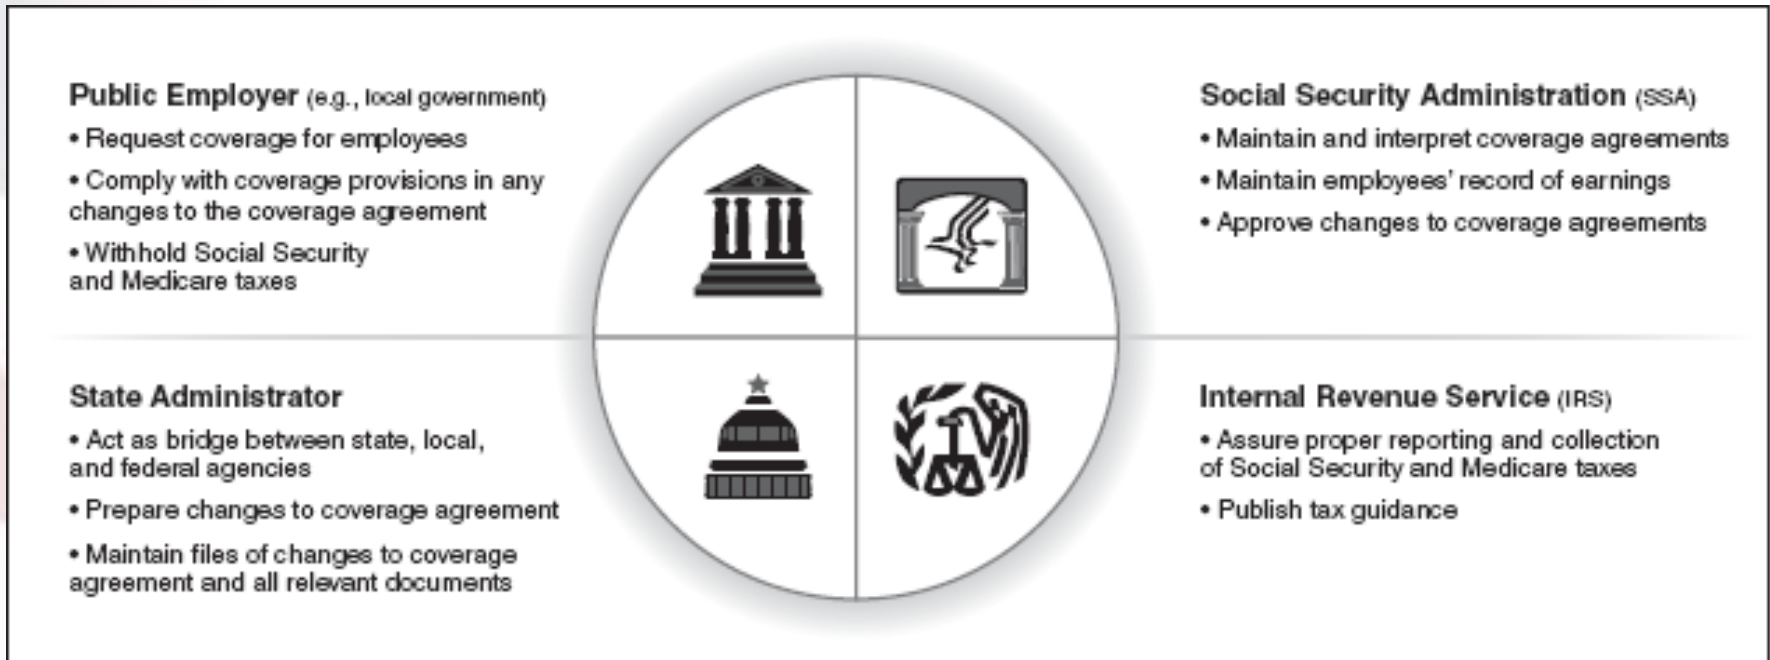 Public Employer (e.g., local government)
• Request coverage for employees
• Comply with coverage provisions in any
changes to the coverage agreement
• Withhold Social Security
and Medicare taxes
State Administrator
• Act as bridge between state, local,
and federal agencies
• Prepare changes to coverage agreement
• Maintain files of changes to coverage
agreement and all relevant documents
Social Security Administration (SSA)
• Maintain and interpret coverage agreements
• Maintain employees' record of earnings
• Approve changes to coverage agreements
Internal Revenue Service (IRS)
• Assure proper reporting and collection
of Social Security and Medicare taxes
• Publish tax guidance